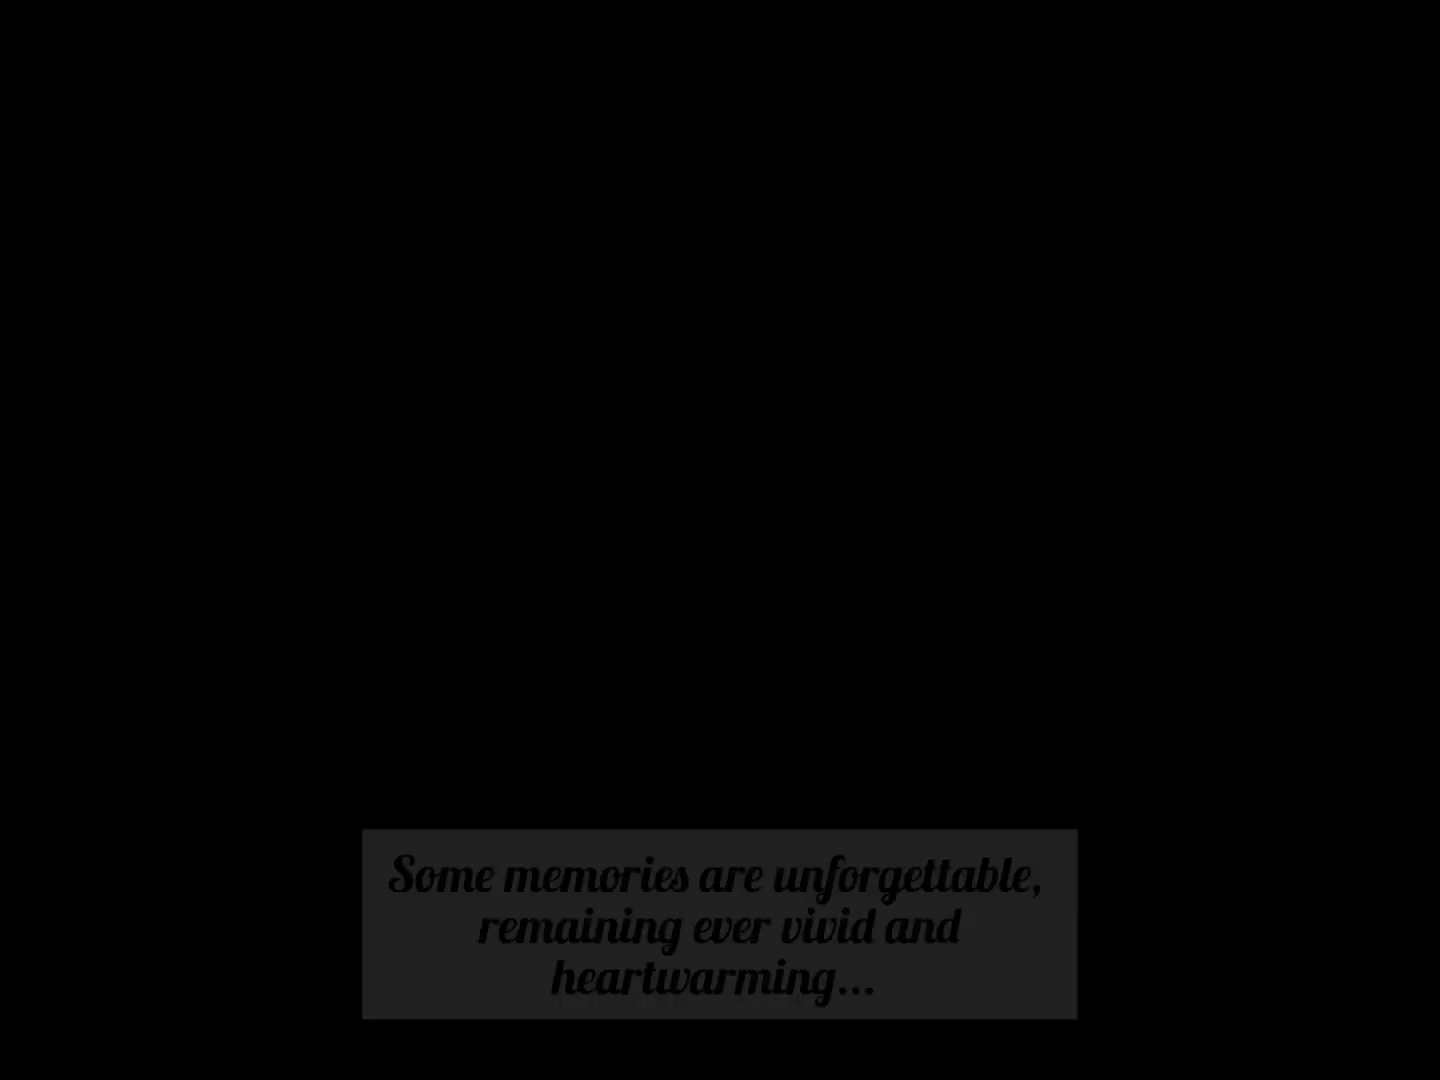 Some memories are unforgettable,
remaining ever vivid and
heartwarming...